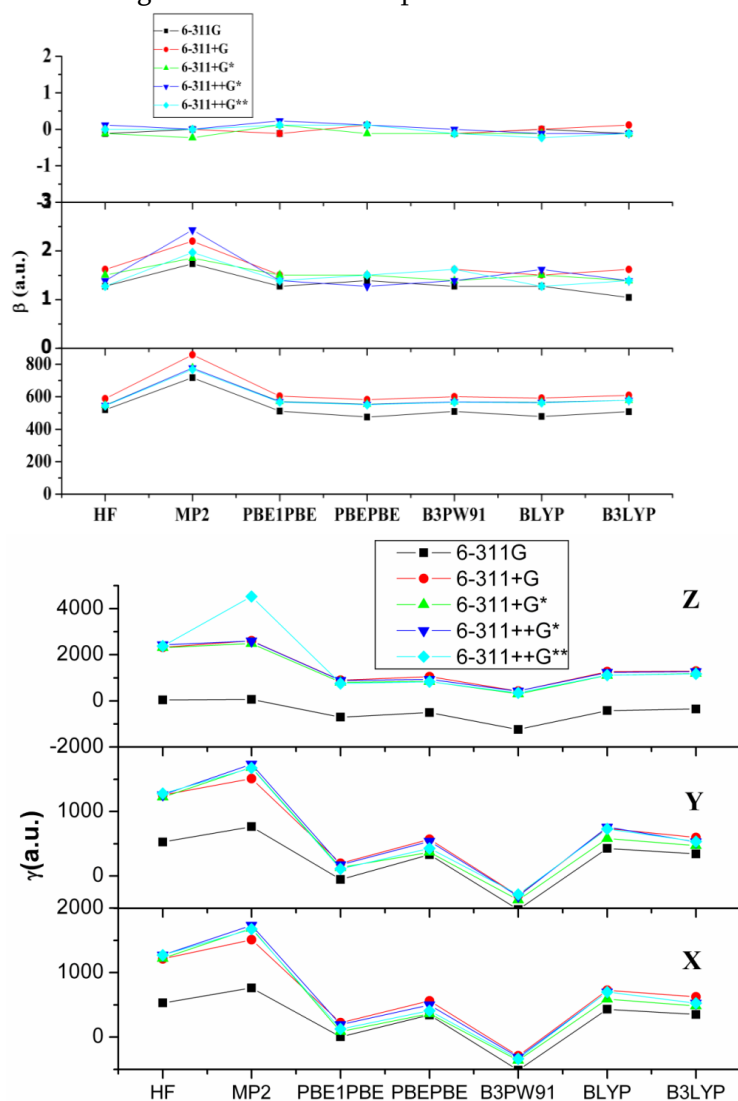 6-311G
6-311+G
6-311+G*
6-311++G*
6-311++G**
2
1
0
-1
-3
2
1
0
β (a.u.)
800
600
400
200
0
HF MP2 PBE1PBE PBEPBE B3PW91 BLYP B3LYP
6-311G
6-311+G
6-311+G*
6-311++G*
6-311++G**
4000
2000
0
-2000
Z
1000
0
Y
γ(a.u.)
2000
1000
0
X
HF MP2 PBE1PBE PBEPBE B3PW91 BLYP B3LYP